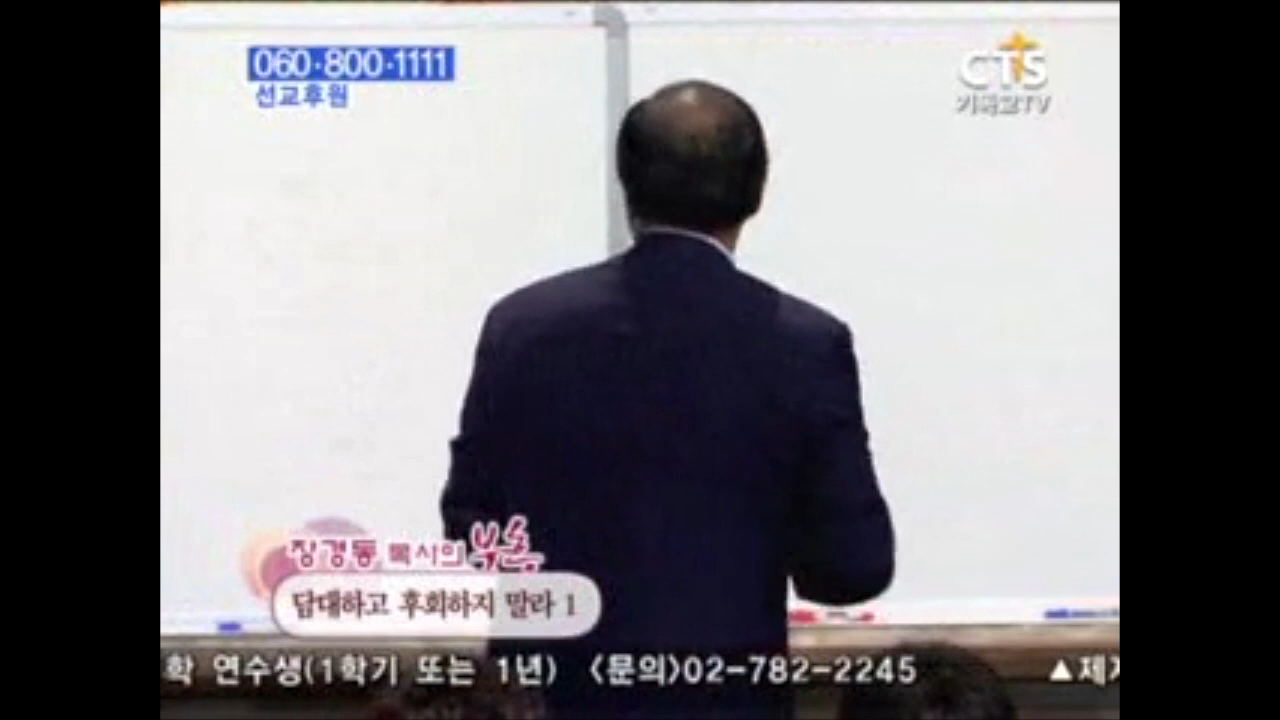 060·800·1111
선교후원
CTS
기독교TV
장경동 목사의 부흥
담대하고 후회하지 말라 1
학 연수생(1학기 또는 1년) <문의>02-782-2245 ▲제